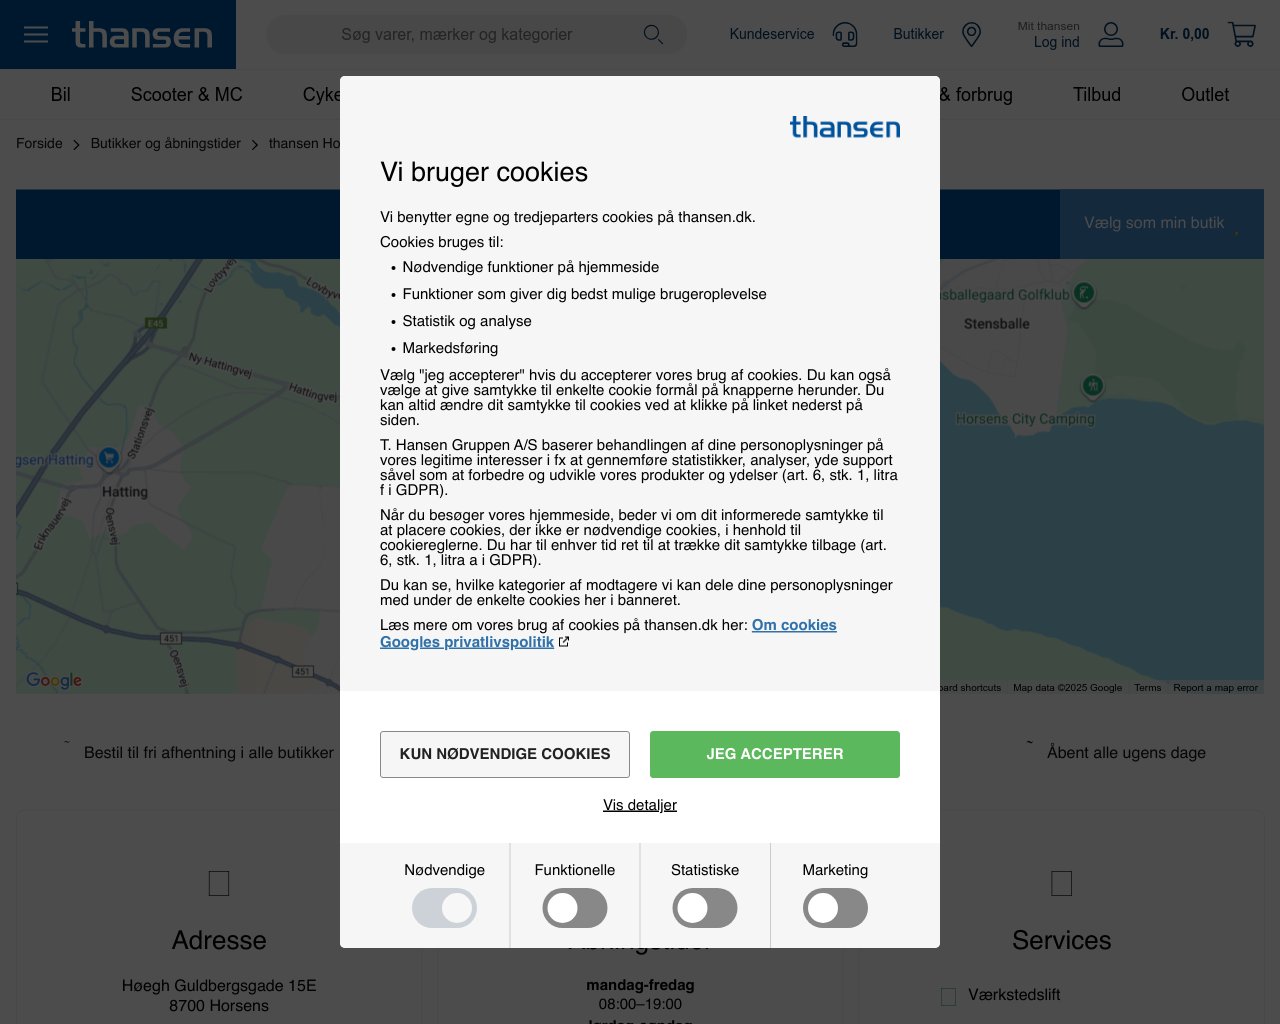 thansen
Søg varer, mærker og kategorier
Kundeservice
Butikker
Mit thansen
Log ind
Kr. 0,00
Bil
Scooter & MC
& forbrug
Tilbud
Outlet
Forside
Butikker og åbningstider
thansen
Vælg som min butik
thansen
Vi bruger cookies
Vi benytter egne og tredjeparters cookies på thansen.dk.
Cookies bruges til:
• Nødvendige funktioner på hjemmeside
• Funktioner som giver dig bedst mulige brugeroplevelse
• Statistik og analyse
• Markedsføring
Vælg "jeg accepterer" hvis du accepterer vores brug af cookies. Du kan også
vælge at give samtykke til enkelte cookie formål på knapperne herunder. Du
kan altid ændre dit samtykke til cookies ved at klikke på linket nederst på
siden.
T. Hansen Gruppen A/S baserer behandlingen af dine personoplysninger på
vores legitime interesser i fx at gennemføre statistikker, analyser, yde support
såvel som at forbedre og udvikle vores produkter og ydelser (art. 6, stk. 1, litra
f i GDPR).
Når du besøger vores hjemmeside, beder vi om dit informerede samtykke til
at placere cookies, der ikke er nødvendige cookies, i henhold til
cookiereglerne. Du har til enhver tid ret til at trække dit samtykke tilbage (art.
6, stk. 1, litra a i GDPR).
Du kan se, hvilke kategorier af modtagere vi kan dele dine personoplysninger
med under de enkelte cookies her i banneret.
Læs mere om vores brug af cookies på thansen.dk her: Om cookies
Googles privatlivspolitik
KUN NØDVENDIGE COOKIES
JEG ACCEPTERER
Vis detaljer
Nødvendige
Funktionelle
Statistiske
Marketing
Lovbyvej
E45
Ny Hattingvej
Hattingvej
Stationsvej
Hatting
Eriknauervej
Oensvej
Oensvej
451
451
Google
Golfklub
Stensballe
Horsens City Camping
shortcuts
Map data ©2025 Google
Terms
Report a map error
Bestil til fri afhentning i alle butikker
Åbent alle ugens dage
Adresse
Høegh Guldbergsgade 15E
8700 Horsens
mandag-fredag
08:00–19:00
Services
Værkstedslift